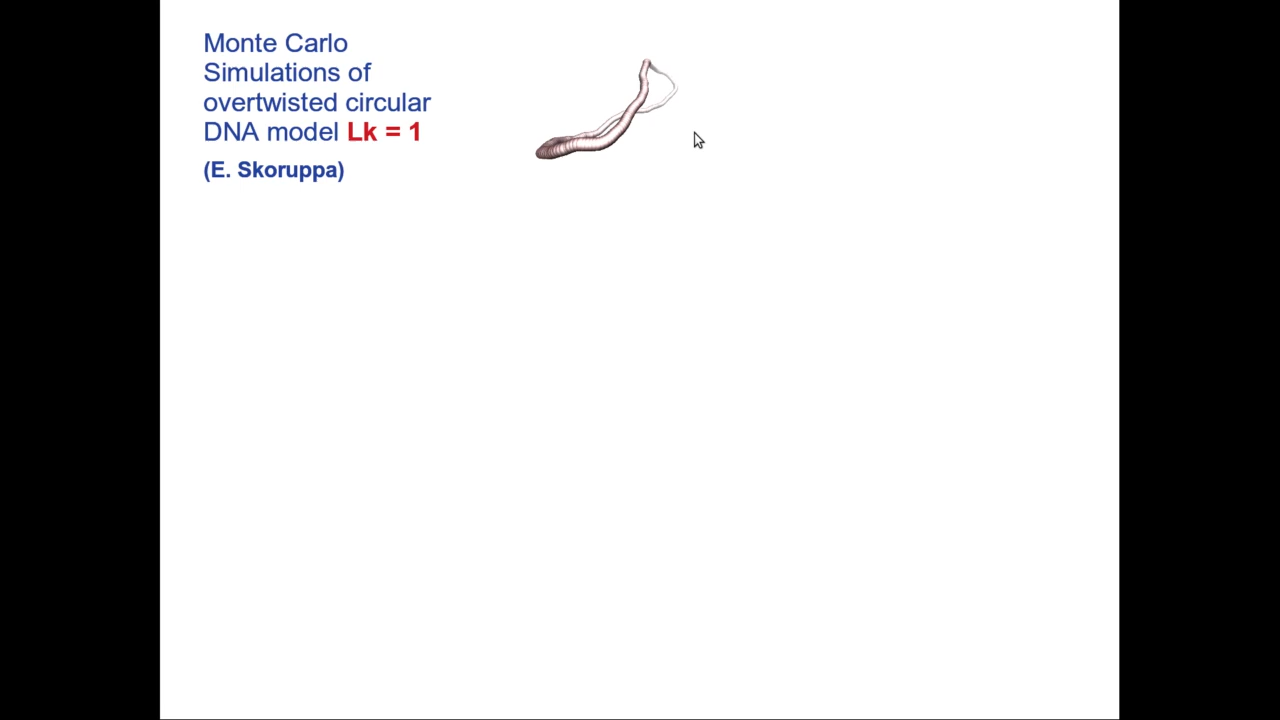 Monte Carlo
Simulations of
overtwisted circular
DNA model Lk = 1
(E. Skoruppa)